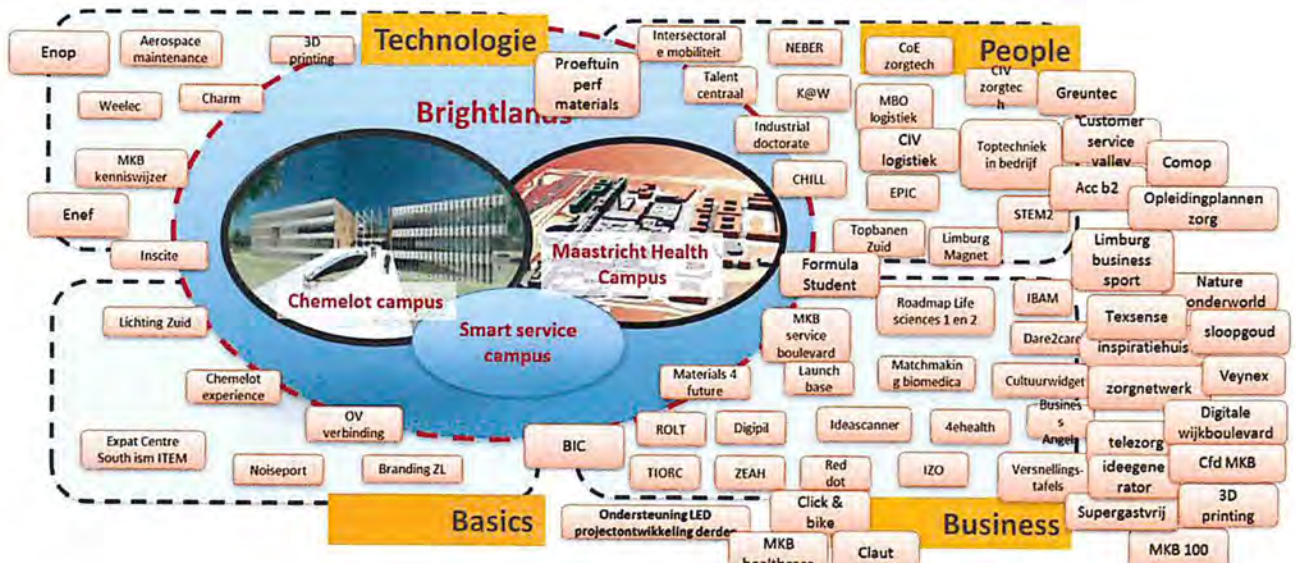 Technologie
People
Enop
Aerospace
maintenance
3D
printing
Weelec
Charm
MKB
kenniswijzer
Enef
Inscite
Brightlands
Proeftuin
perf
materials
Intersectoral
e mobiliteit
NEBER
CoE
zorgtech
CIV
zorgtec
h
Greuntec
Talent
centraal
K@W
MBO
logistiek
Industrial
doctorate
CIV
logistiek
Toptechniek
in bedrijf
Customer
service
valley
Comop
CHILL
EPIC
Acc b2
Opleidingplannen
zorg
STEM2
Topbanen
Zuid
Limburg
Magnet
Limburg
business
sport
Chemelot campus
Maastricht Health
Campus
Smart service
campus
Formula
Student
Roadmap Life
sciences 1 en 2
IBAM
Nature
onderworld
Texsense
sloopgoud
Lichting Zuid
MKB
service
boulevard
Dare2care
inspiratiehuis
Chemelot
experience
Materials 4
future
Launch
base
Matchmakin
g biomedica
Cultuurwidget
zorgnetwerk
Veynex
OV
verbinding
Busines
s
Angel
Digitale
wijkboulevard
Expat Centre
South ism ITEM
Noiseport
Branding ZL
BIC
ROLT
Digipil
Ideascanner
4ehealth
telezorg
TIORC
ZEAH
Red
dot
IZO
Versnellings-
tafels
ideegene
rator
Cfd MKB
Basics
Ondersteuning LED
projectontwikkeling derden
Click &
bike
Business
Supergastvrij
3D
printing
MKB
Claut
MKB 100